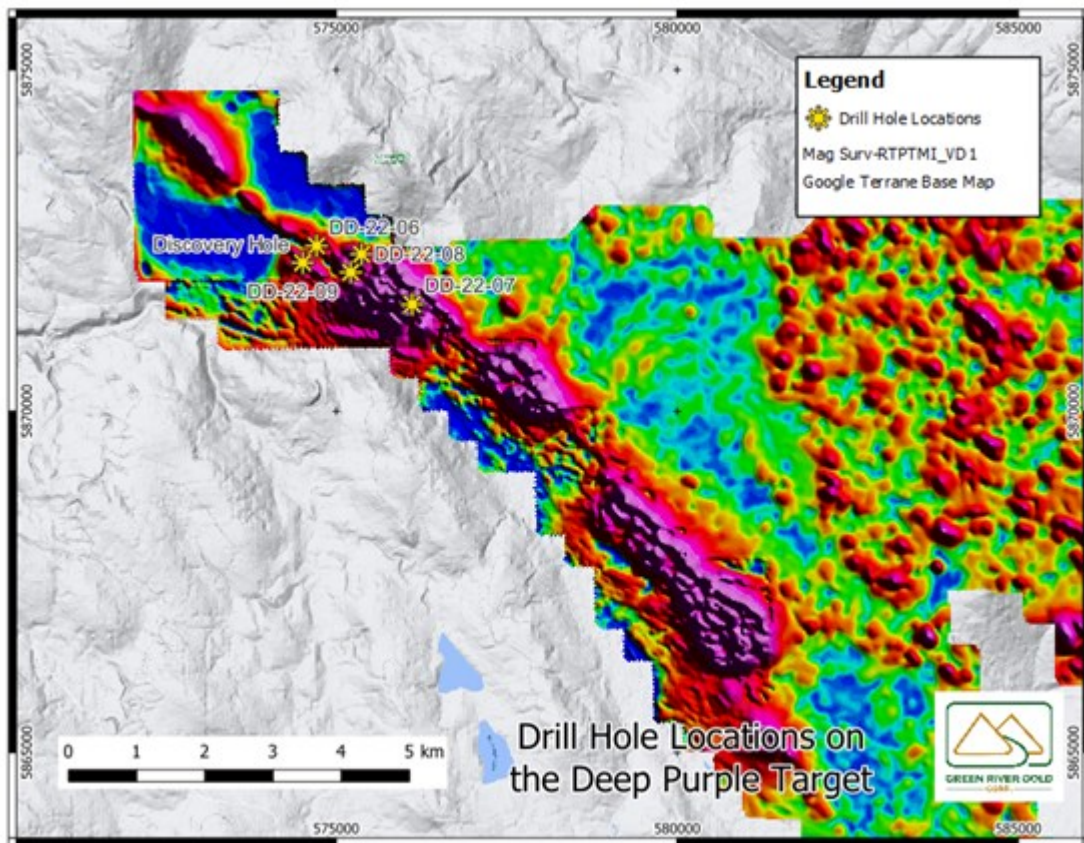 575000
580000
585000
5875000
5875000
Legend
Drill Hole Locations
Mag Surv-RTPTMI_VD1
Google Terrane Base Map
DD-22-06
Discovery Hole
DD-22-08
DD-22-09
DD-22-07
5870000
5870000
0 1 2 3 4 5 km
Drill Hole Locations on
the Deep Purple Target
GREEN RIVER GOLD
CORP.
5865000
5865000
575000
580000
585000